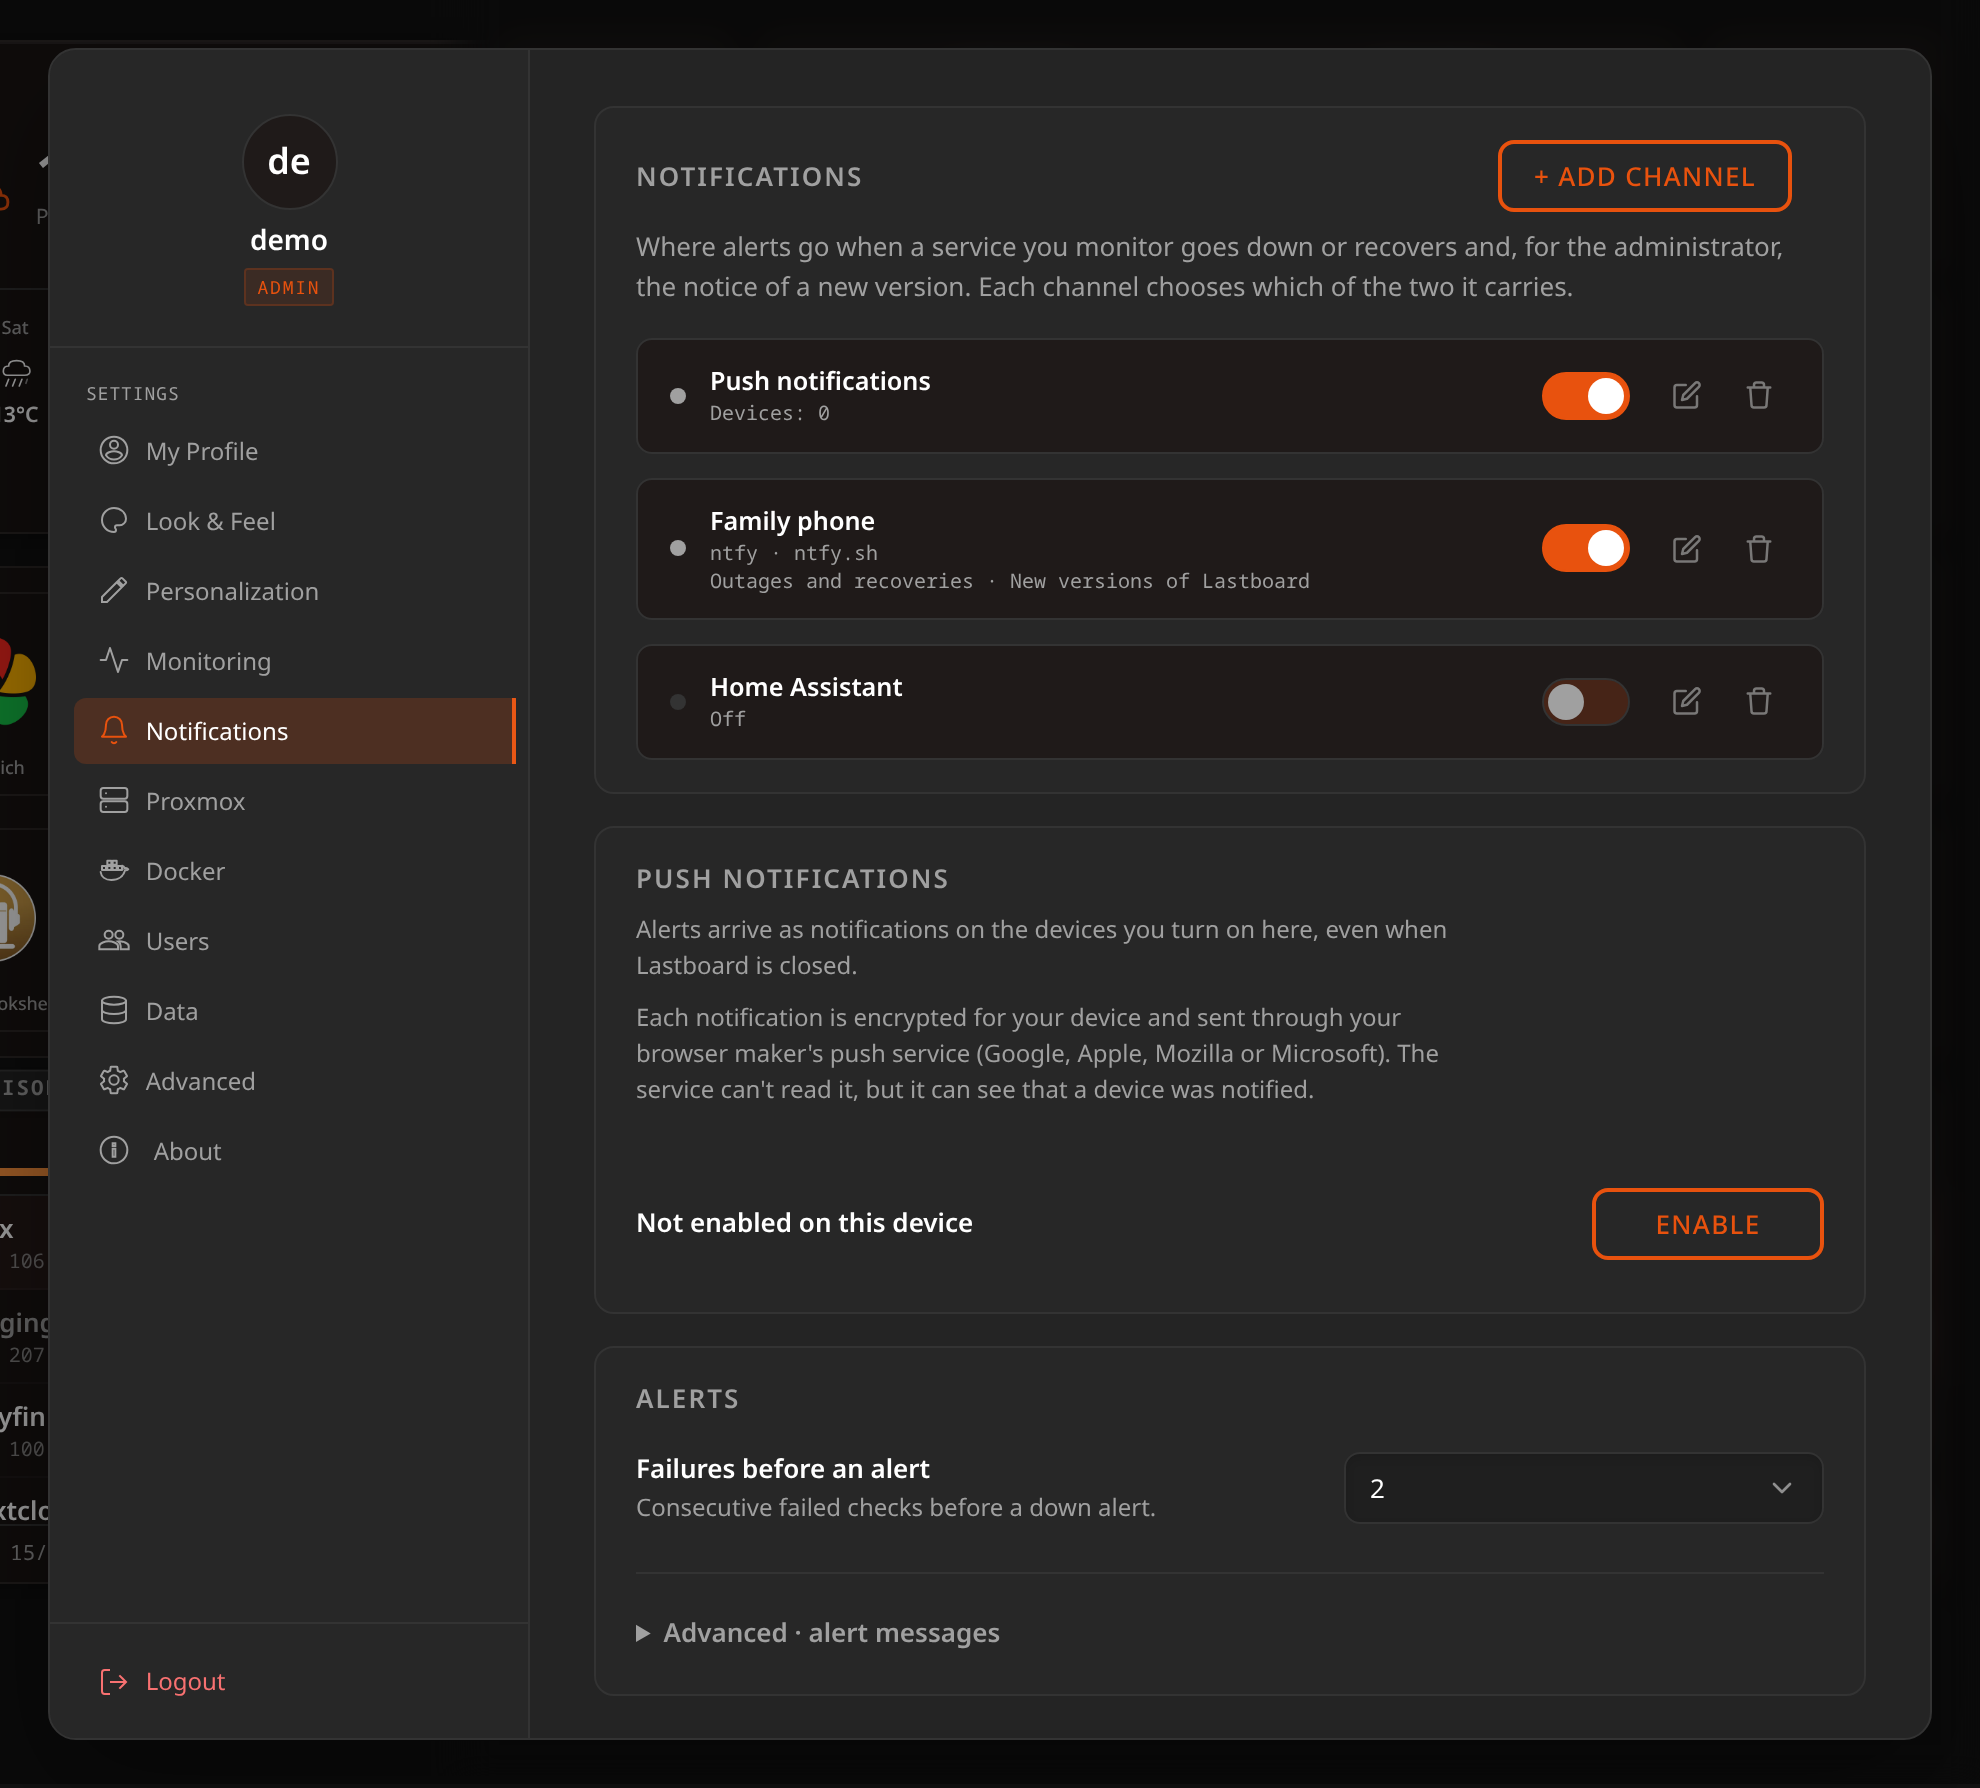 de
demo
ADMIN
SETTINGS
My Profile
Look & Feel
Personalization
Monitoring
Notifications
Proxmox
Docker
Users
Data
Advanced
About
Logout
NOTIFICATIONS
+ ADD CHANNEL
Where alerts go when a service you monitor goes down or recovers and, for the administrator,
the notice of a new version. Each channel chooses which of the two it carries.
Push notifications
Devices: 0
Family phone
ntfy · ntfy.sh
Outages and recoveries · New versions of Lastboard
Home Assistant
Off
PUSH NOTIFICATIONS
Alerts arrive as notifications on the devices you turn on here, even when
Lastboard is closed.
Each notification is encrypted for your device and sent through your
browser maker's push service (Google, Apple, Mozilla or Microsoft). The
service can't read it, but it can see that a device was notified.
Not enabled on this device
ENABLE
ALERTS
Failures before an alert
Consecutive failed checks before a down alert.
2
Advanced · alert messages
Sat
106
207
100
15/